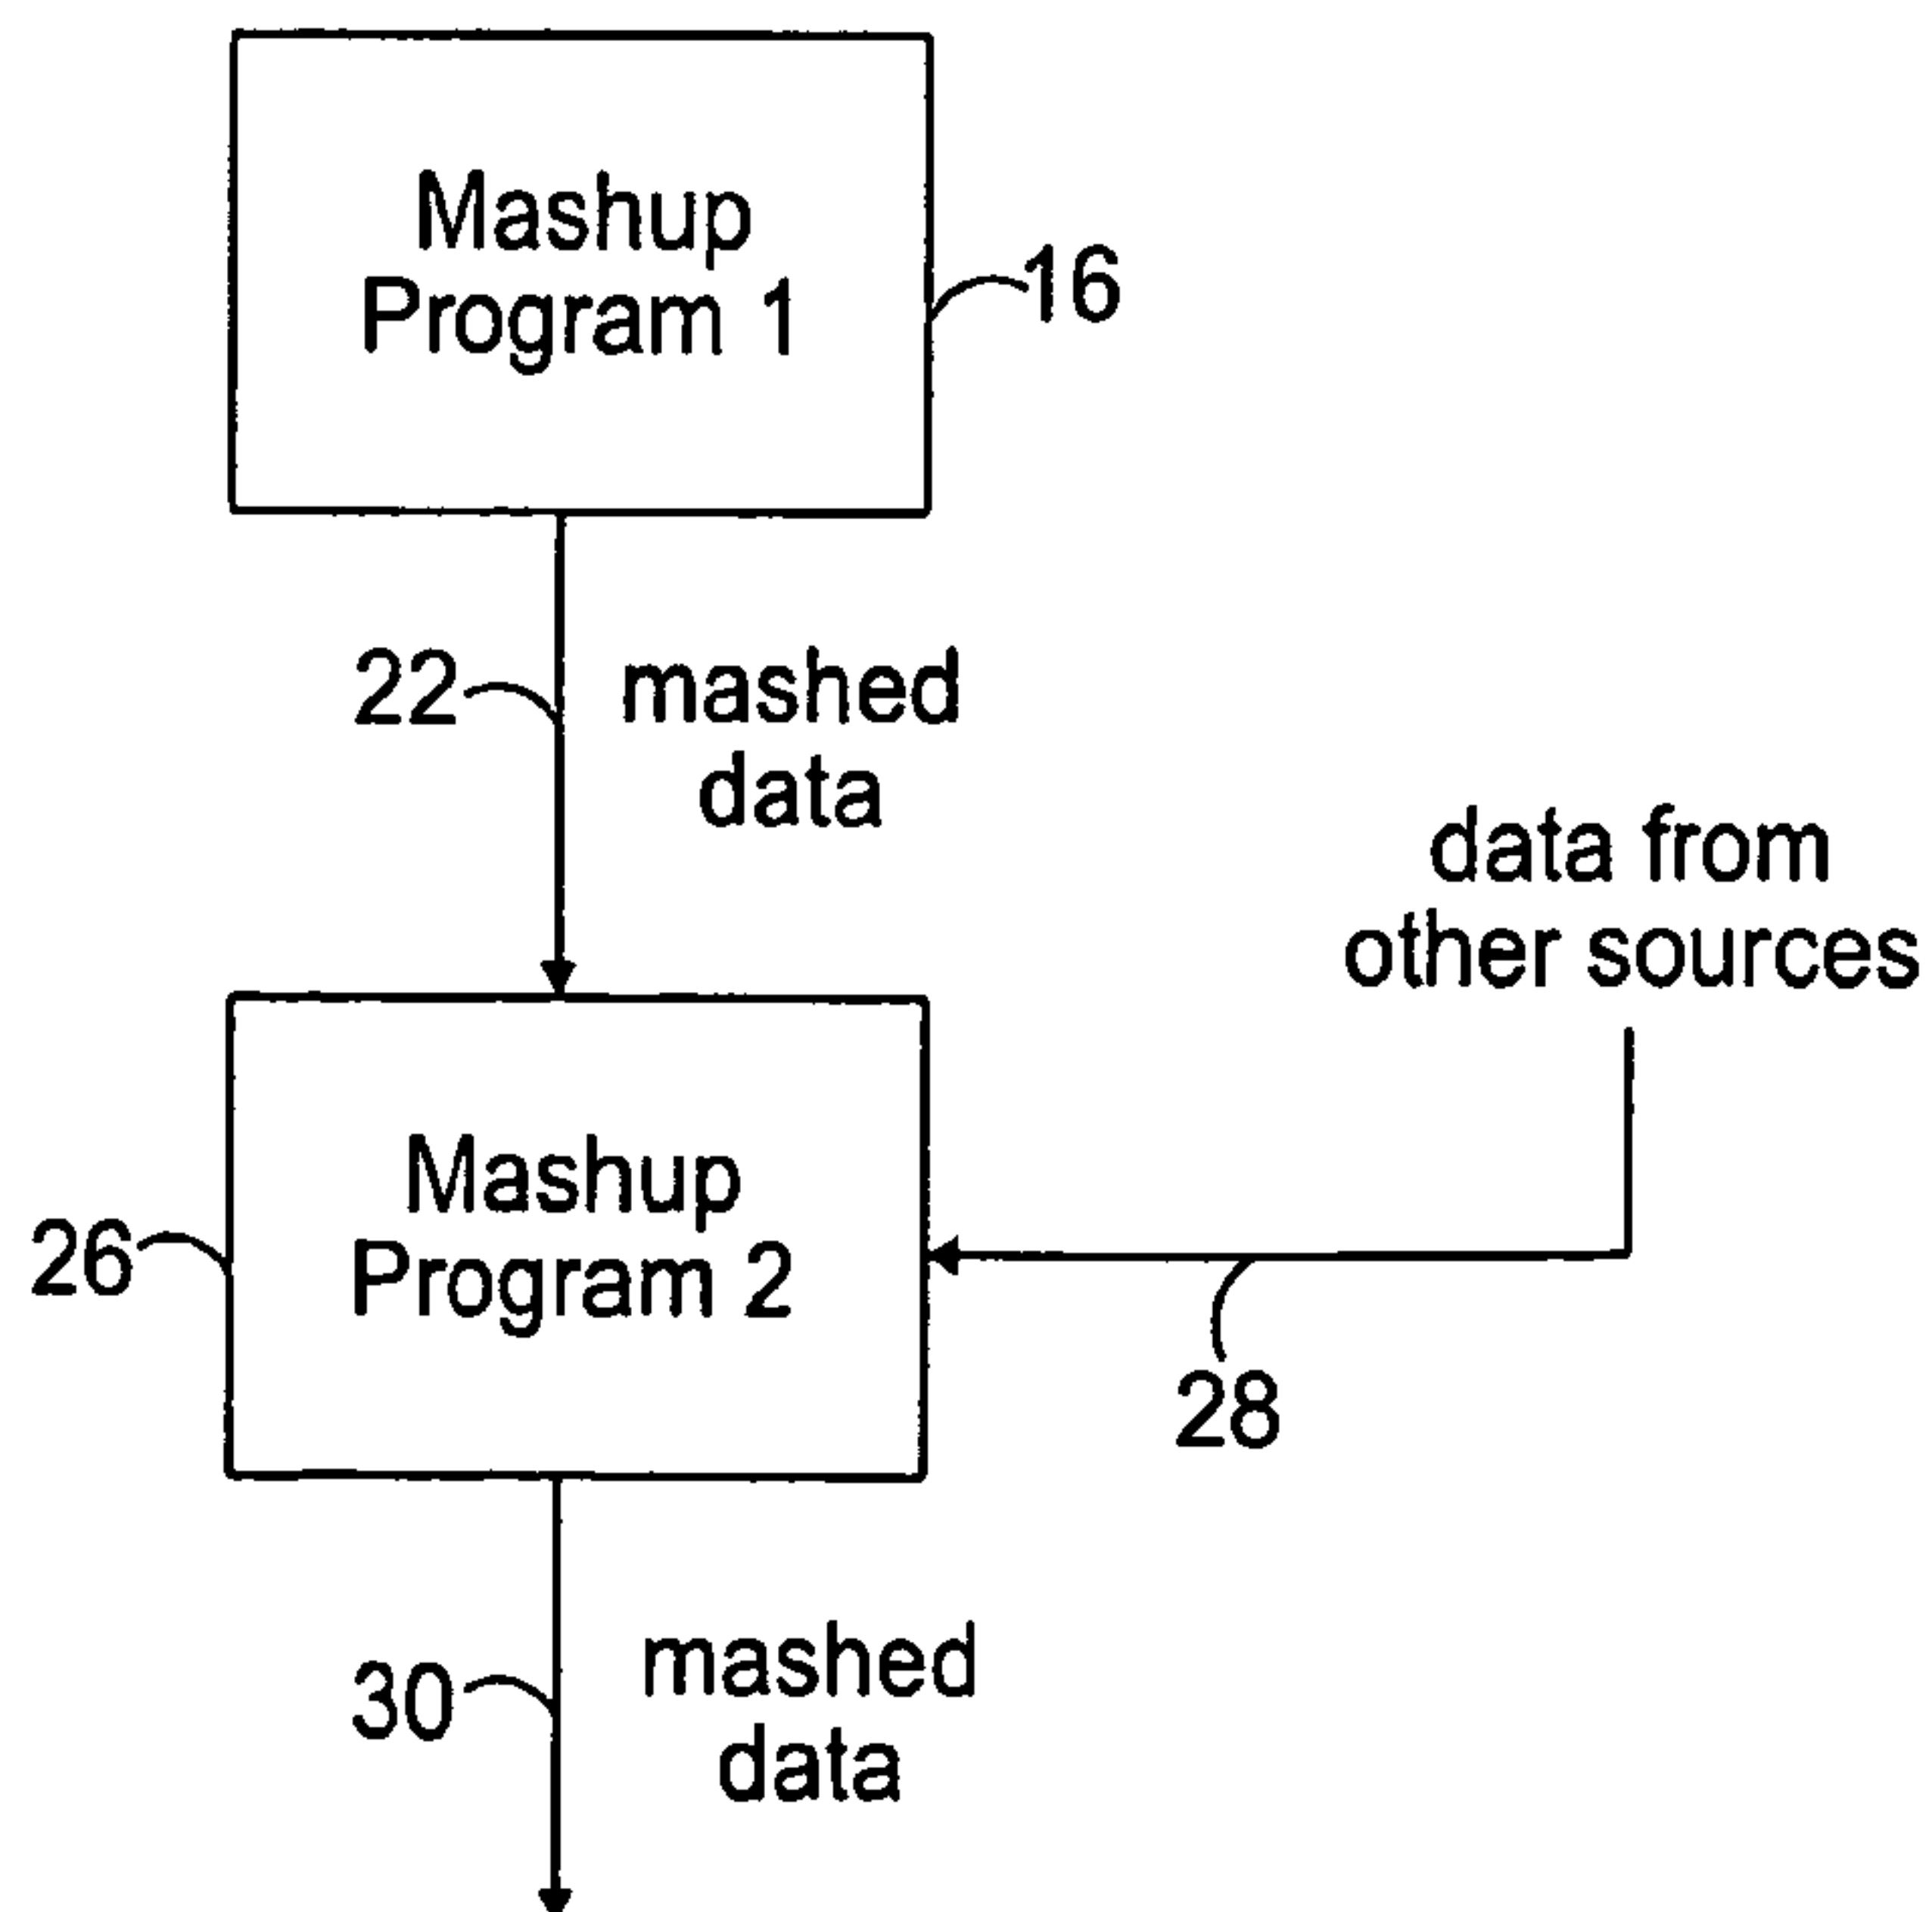 Mashup
Program 1
16
22
mashed
data
data from
other sources
Mashup
Program 2
26
28
30
mashed
data